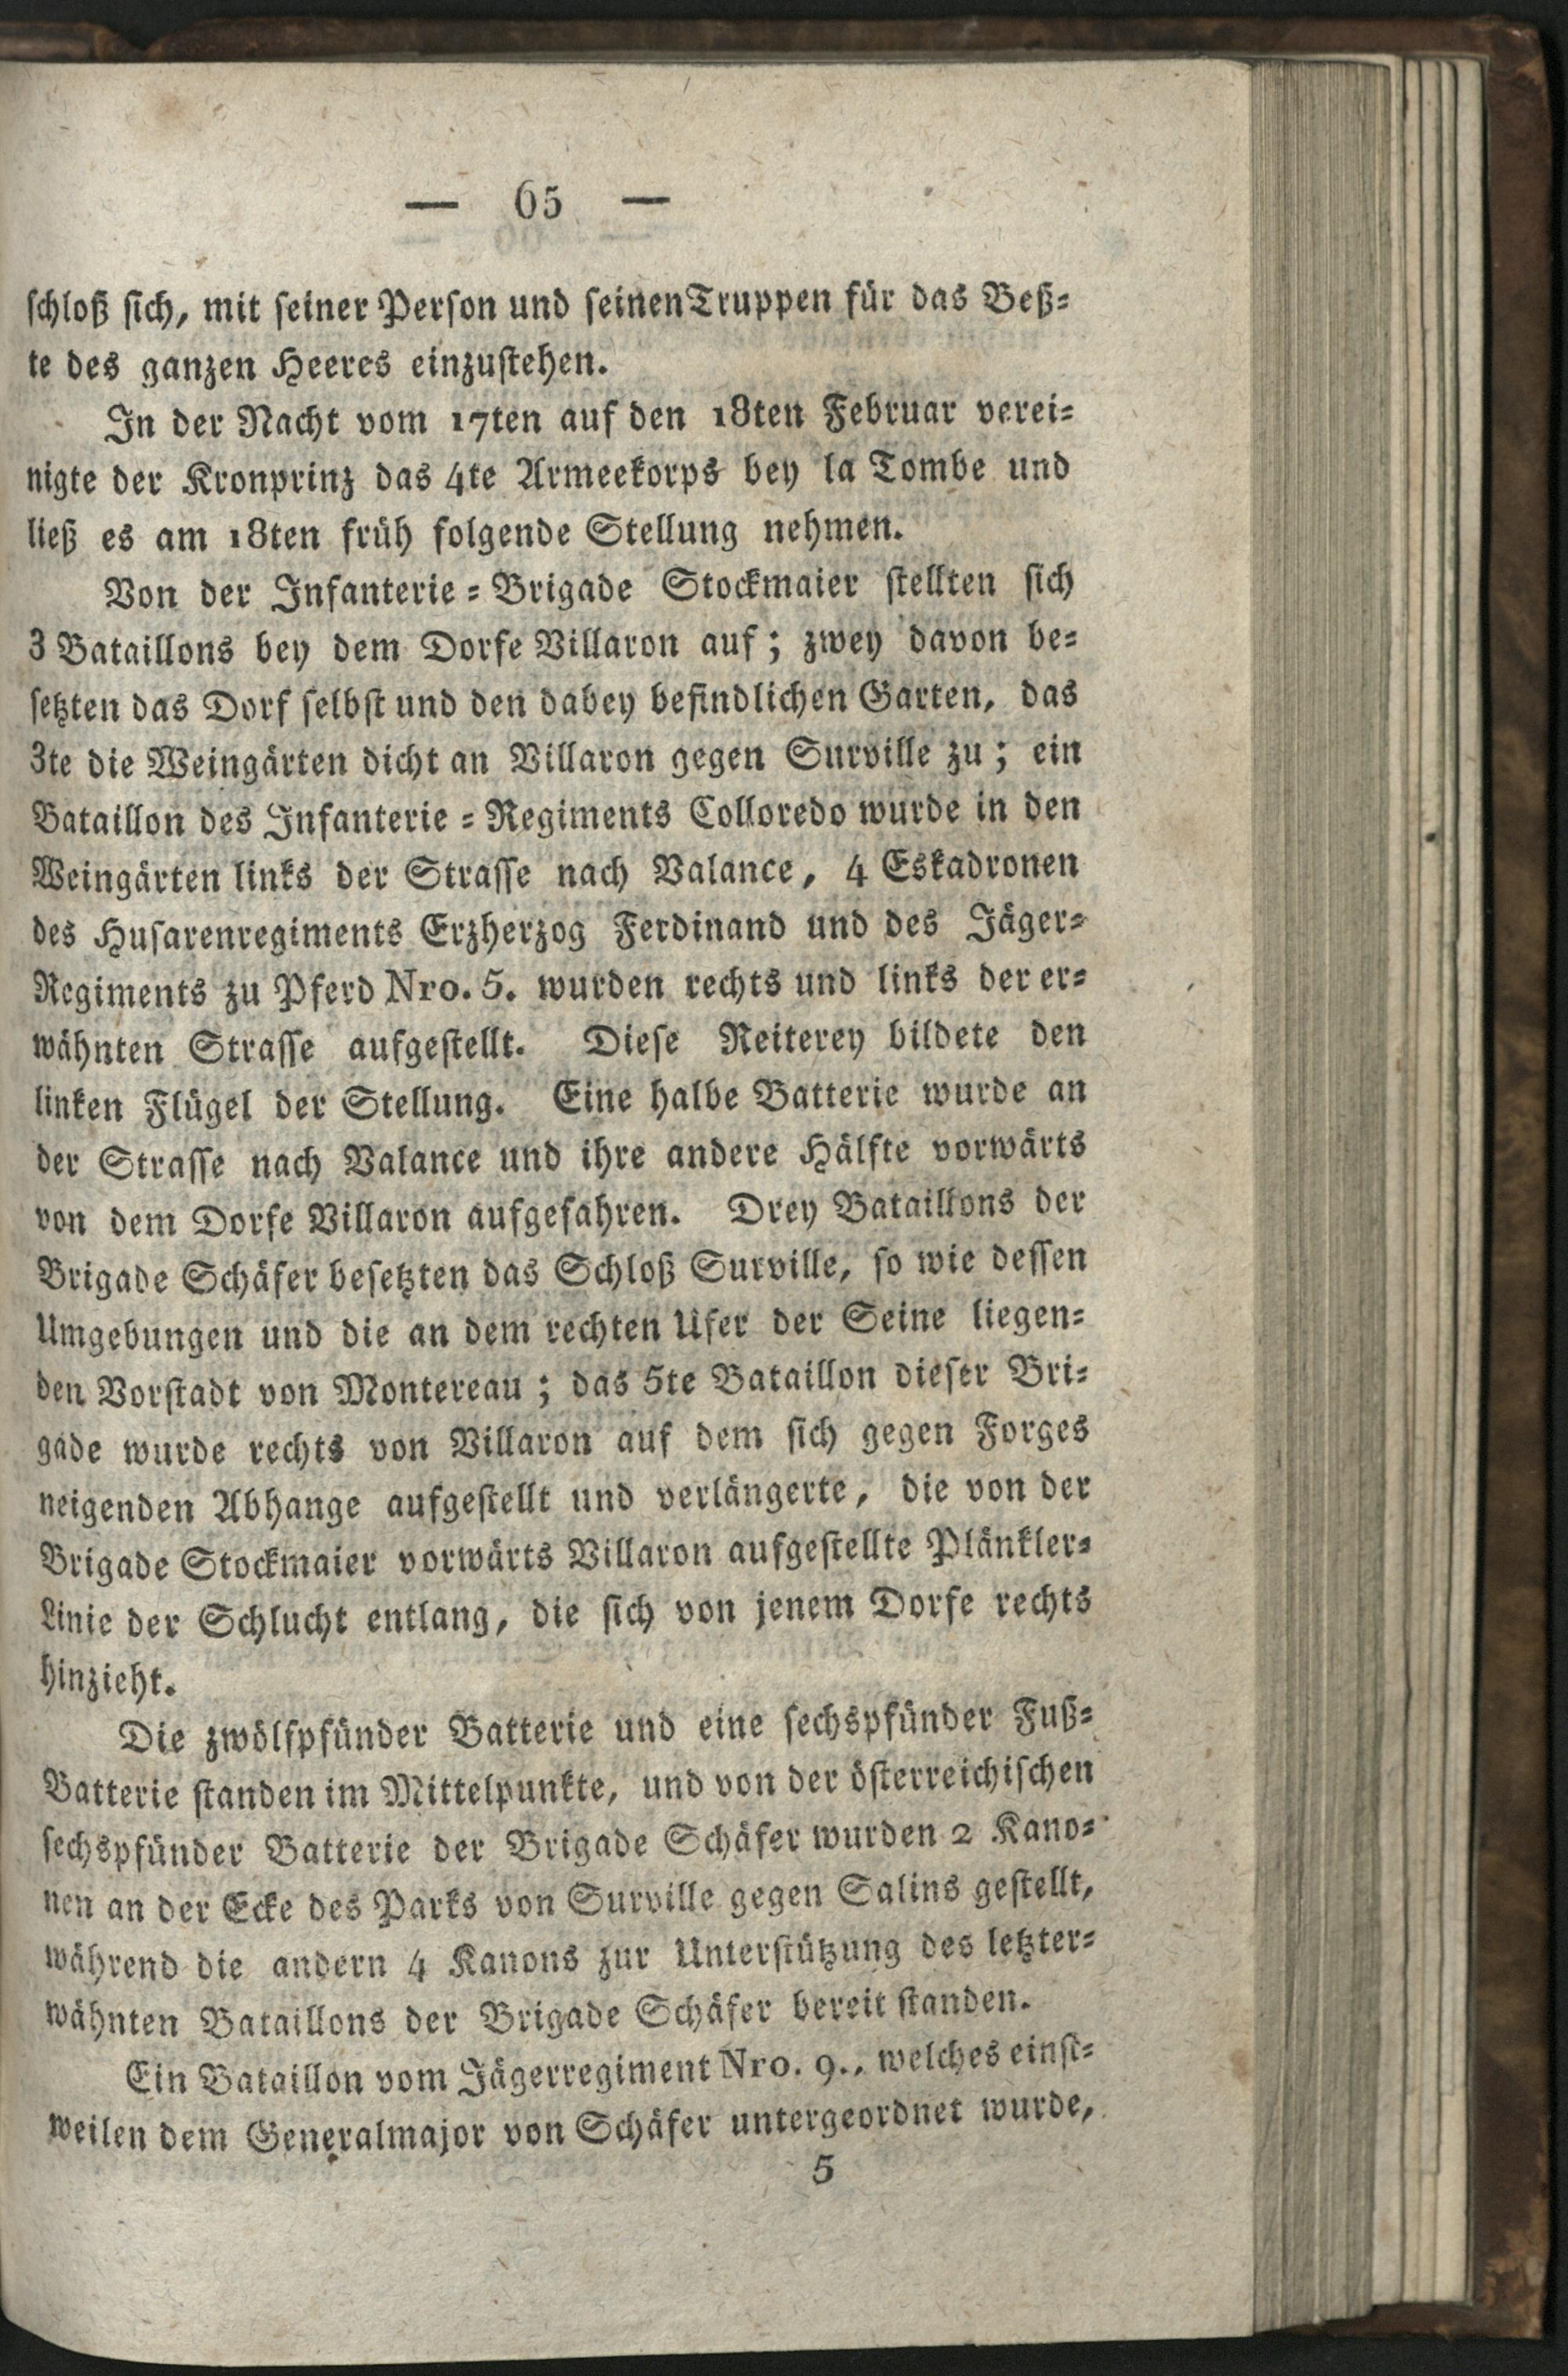 — 65 —
schloß sich, mit seiner Person und seinen Truppen für das Beß=
te des ganzen Heeres einzustehen.
In der Nacht vom 17ten auf den 18ten Februar verei=
nigte der Kronprinz das 4te Armeekorps bey la Tombe und
ließ es am 18ten früh folgende Stellung nehmen.
Von der Infanterie=Brigade Stockmaier stellten sich
3 Bataillons bey dem Dorfe Villaron auf; zwey davon be=
setzten das Dorf selbst und den dabey befindlichen Garten, das
3te die Weingärten dicht an Villaron gegen Surville zu; ein
Bataillon des Infanterie=Regiments Colloredo wurde in den
Weingärten links der Strasse nach Valance, 4 Eskadronen
des Husarenregiments Erzherzog Ferdinand und des Jäger=
Regiments zu Pferd Nro. 5. wurden rechts und links der er=
wähnten Strasse aufgestellt. Diese Reiterey bildete den
linken Flügel der Stellung. Eine halbe Batterie wurde an
der Strasse nach Valance und ihre andere Hälfte vorwärts
von dem Dorfe Villaron aufgefahren. Drey Bataillons der
Brigade Schäfer besetzten das Schloß Surville, so wie dessen
Umgebungen und die an dem rechten Ufer der Seine liegen=
den Vorstadt von Montereau; das 5te Bataillon dieser Bri=
gade wurde rechts von Villaron auf dem sich gegen Forges
neigenden Abhange aufgestellt und verlängerte, die von der
Brigade Stockmaier vorwärts Villaron aufgestellte Plänkler=
Linie der Schlucht entlang, die sich von jenem Dorfe rechts
hinzieht.
Die zwölfpfünder Batterie und eine sechspfünder Fuß=
Batterie standen im Mittelpunkte, und von der österreichischen
sechspfünder Batterie der Brigade Schäfer wurden 2 Kano=
nen an der Ecke des Parks von Surville gegen Salins gestellt,
während die andern 4 Kanons zur Unterstützung des letzter=
wähnten Bataillons der Brigade Schäfer bereit standen.
Ein Bataillon vom Jägerregiment Nro. 9., welches einst=
weilen dem Generalmajor von Schäfer untergeordnet wurde,
5